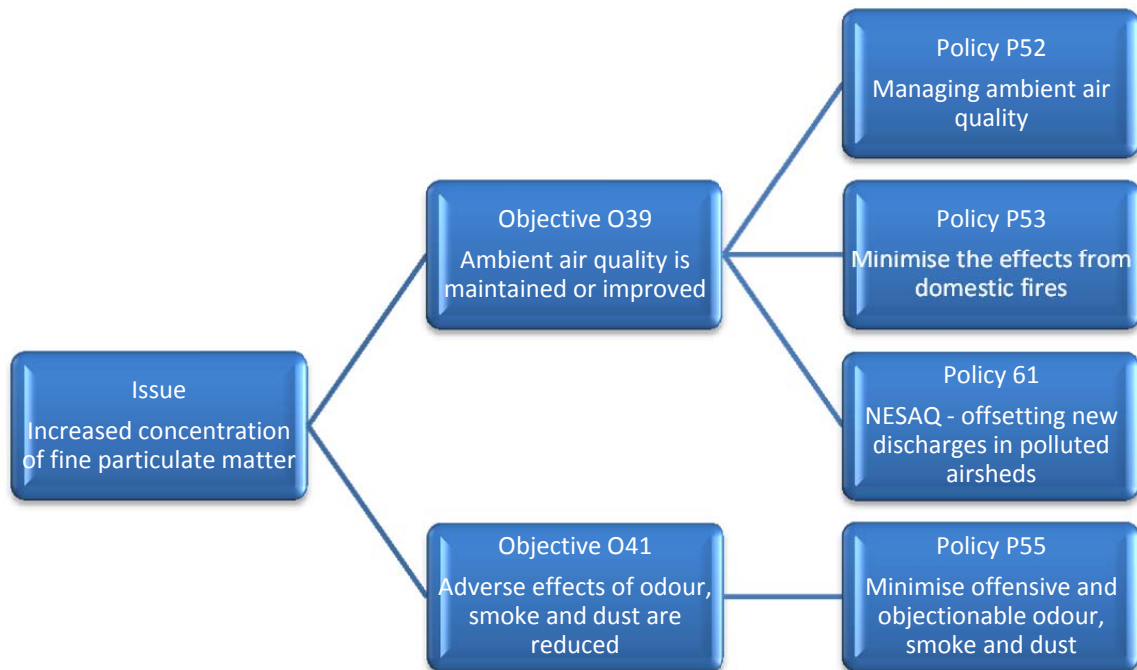 Issue
Increased concentration
of fine particulate matter
Objective O39
Ambient air quality is
maintained or improved
Policy P52
Managing ambient air
quality
Policy P53
Minimise the effects from
domestic fires
Policy 61
NESAQ - offsetting new
discharges in polluted
airsheds
Objective O41
Adverse effects of odour,
smoke and dust are
reduced
Policy P55
Minimise offensive and
objectionable odour,
smoke and dust